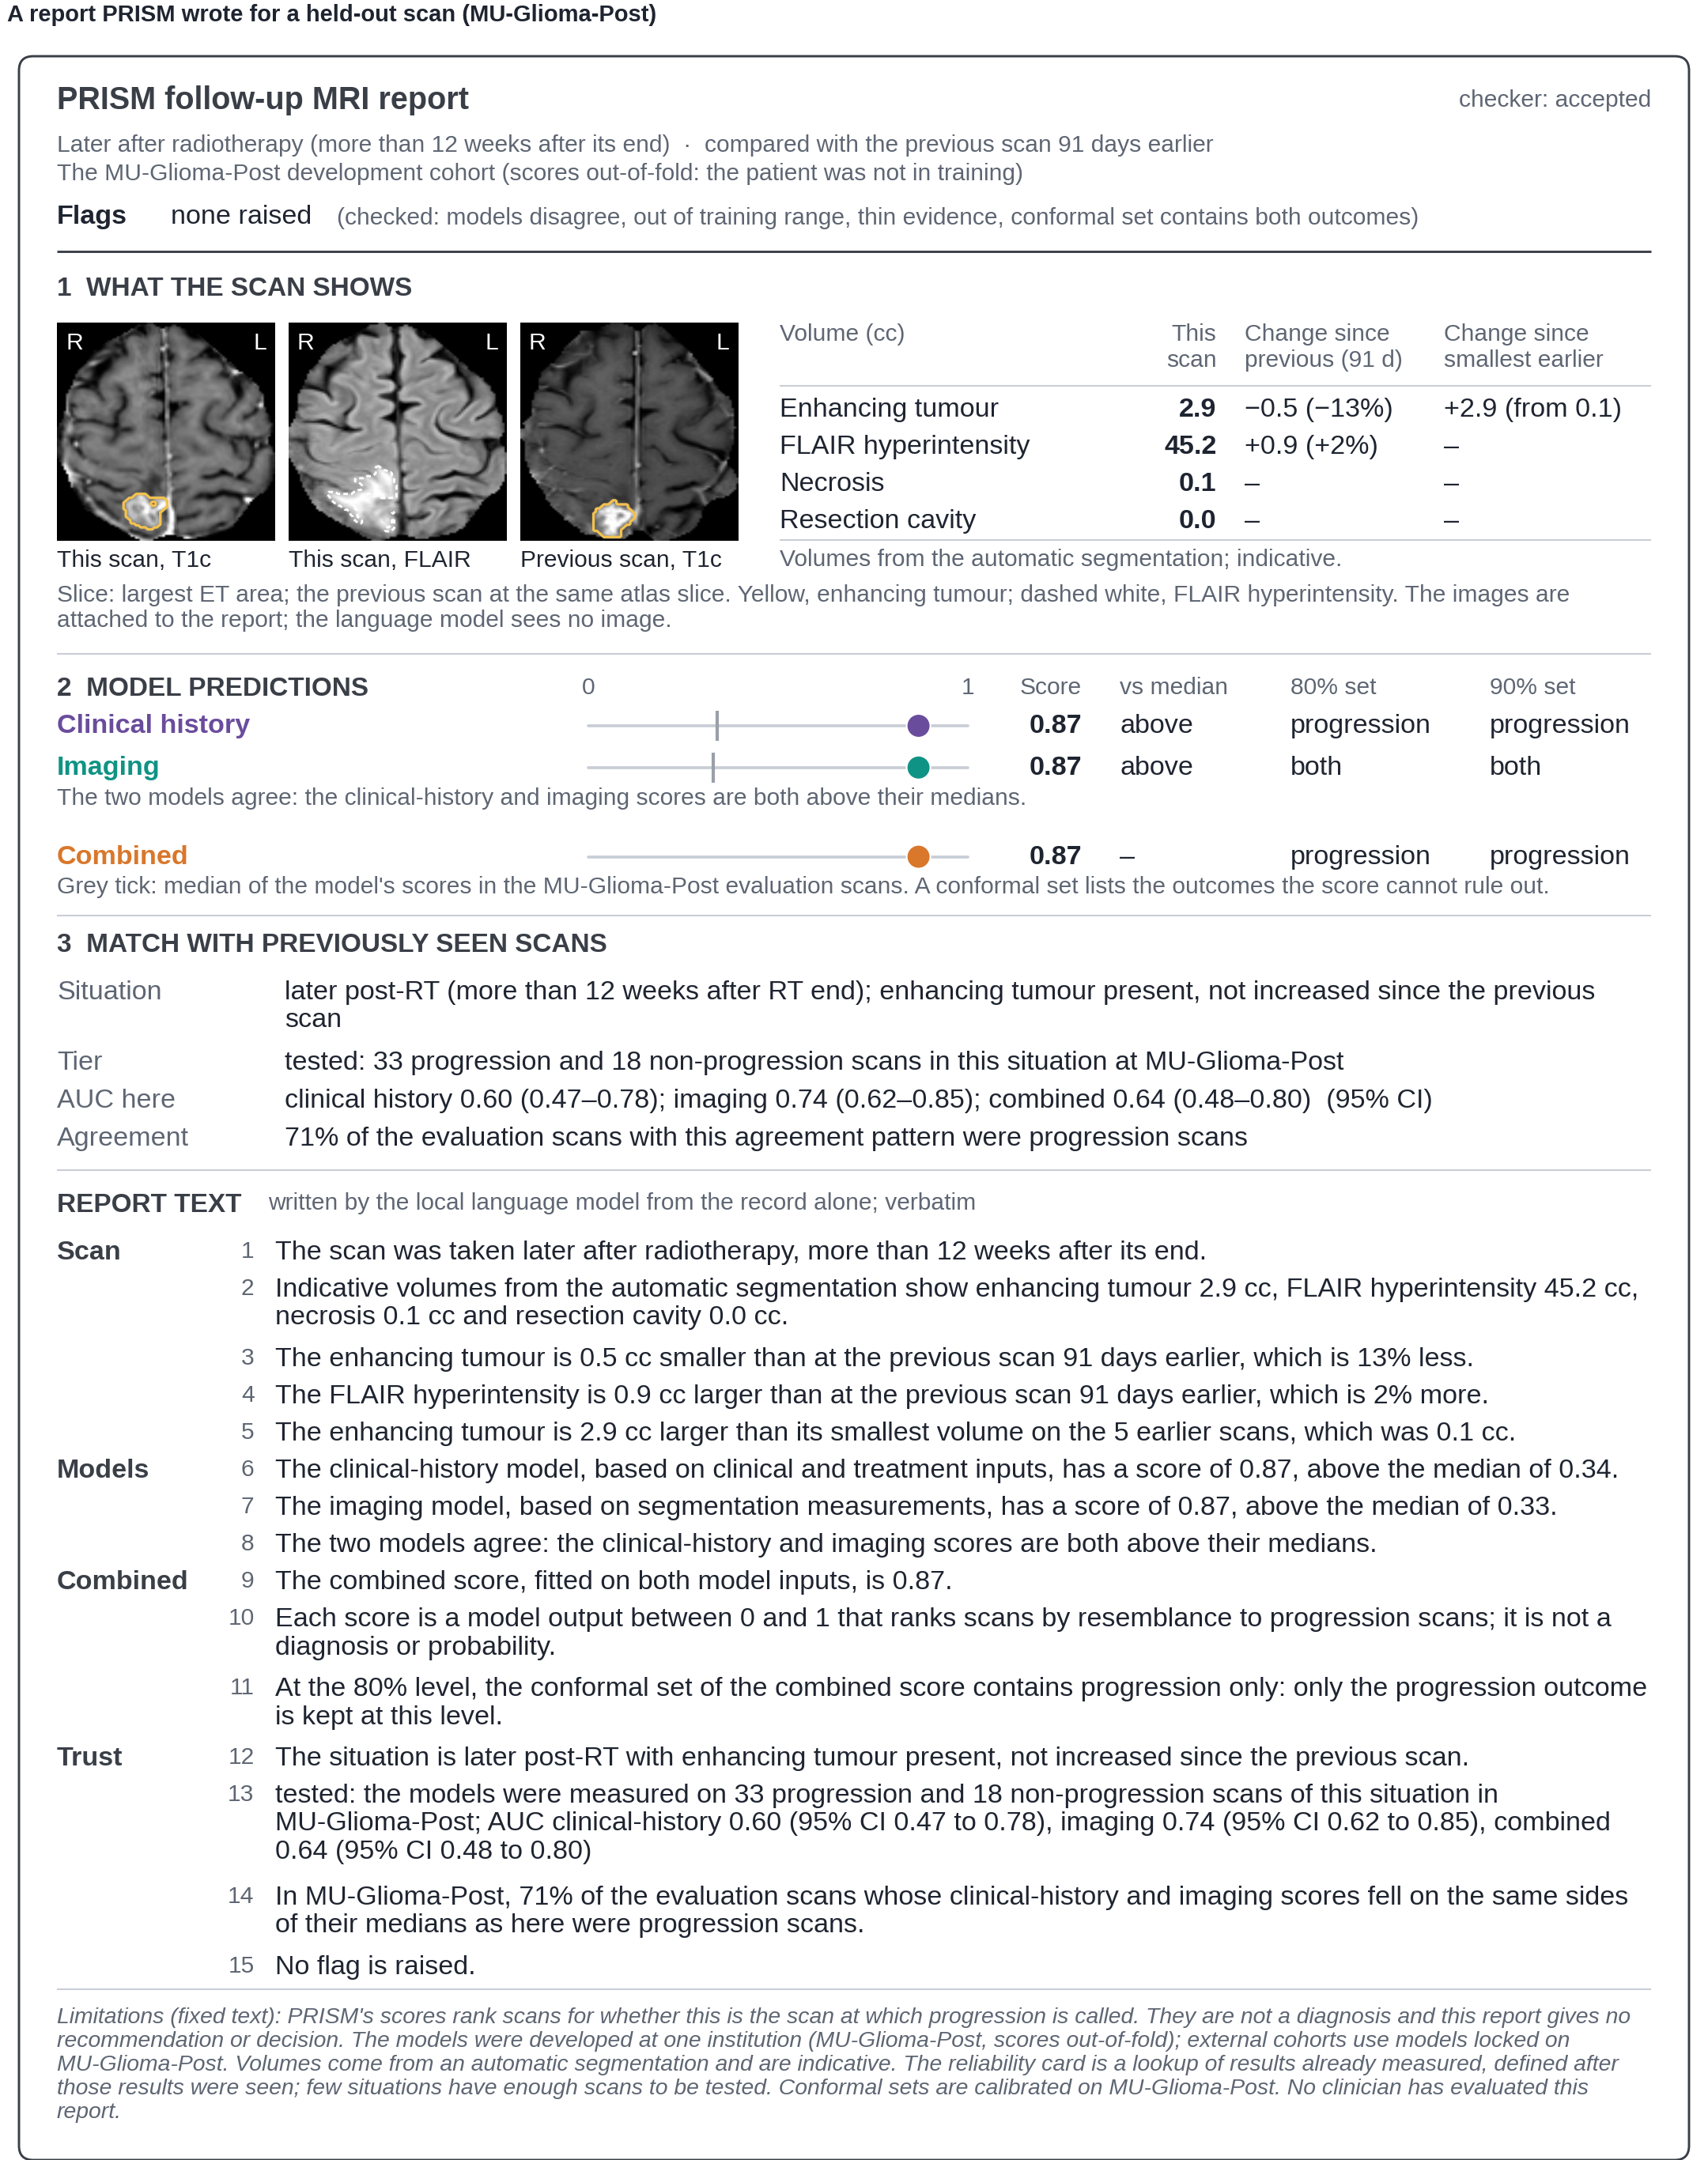 A report PRISM wrote for a held-out scan (MU-Glioma-Post)
PRISM follow-up MRI report
checker: accepted
Later after radiotherapy (more than 12 weeks after its end) · compared with the previous scan 91 days earlier
The MU-Glioma-Post development cohort (scores out-of-fold: the patient was not in training)
Flags none raised (checked: models disagree, out of training range, thin evidence, conformal set contains both outcomes)
1 WHAT THE SCAN SHOWS
R L R L R L
This scan, T1c This scan, FLAIR Previous scan, T1c
Volume (cc) This scan Change since previous (91 d) Change since smallest earlier
Enhancing tumour 2.9 −0.5 (−13%) +2.9 (from 0.1)
FLAIR hyperintensity 45.2 +0.9 (+2%) –
Necrosis 0.1 – –
Resection cavity 0.0 – –
Volumes from the automatic segmentation; indicative.
Slice: largest ET area; the previous scan at the same atlas slice. Yellow, enhancing tumour; dashed white, FLAIR hyperintensity. The images are
attached to the report; the language model sees no image.
2 MODEL PREDICTIONS 0 1 Score vs median 80% set 90% set
Clinical history 0.87 above progression progression
Imaging 0.87 above both both
The two models agree: the clinical-history and imaging scores are both above their medians.
Combined 0.87 – progression progression
Grey tick: median of the model's scores in the MU-Glioma-Post evaluation scans. A conformal set lists the outcomes the score cannot rule out.
3 MATCH WITH PREVIOUSLY SEEN SCANS
Situation later post-RT (more than 12 weeks after RT end); enhancing tumour present, not increased since the previous
scan
Tier tested: 33 progression and 18 non-progression scans in this situation at MU-Glioma-Post
AUC here clinical history 0.60 (0.47–0.78); imaging 0.74 (0.62–0.85); combined 0.64 (0.48–0.80) (95% CI)
Agreement 71% of the evaluation scans with this agreement pattern were progression scans
REPORT TEXT written by the local language model from the record alone; verbatim
Scan 1 The scan was taken later after radiotherapy, more than 12 weeks after its end.
2 Indicative volumes from the automatic segmentation show enhancing tumour 2.9 cc, FLAIR hyperintensity 45.2 cc,
necrosis 0.1 cc and resection cavity 0.0 cc.
3 The enhancing tumour is 0.5 cc smaller than at the previous scan 91 days earlier, which is 13% less.
4 The FLAIR hyperintensity is 0.9 cc larger than at the previous scan 91 days earlier, which is 2% more.
5 The enhancing tumour is 2.9 cc larger than its smallest volume on the 5 earlier scans, which was 0.1 cc.
Models 6 The clinical-history model, based on clinical and treatment inputs, has a score of 0.87, above the median of 0.34.
7 The imaging model, based on segmentation measurements, has a score of 0.87, above the median of 0.33.
8 The two models agree: the clinical-history and imaging scores are both above their medians.
Combined 9 The combined score, fitted on both model inputs, is 0.87.
10 Each score is a model output between 0 and 1 that ranks scans by resemblance to progression scans; it is not a
diagnosis or probability.
11 At the 80% level, the conformal set of the combined score contains progression only: only the progression outcome
is kept at this level.
Trust 12 The situation is later post-RT with enhancing tumour present, not increased since the previous scan.
13 tested: the models were measured on 33 progression and 18 non-progression scans of this situation in
MU-Glioma-Post; AUC clinical-history 0.60 (95% CI 0.47 to 0.78), imaging 0.74 (95% CI 0.62 to 0.85), combined
0.64 (95% CI 0.48 to 0.80)
14 In MU-Glioma-Post, 71% of the evaluation scans whose clinical-history and imaging scores fell on the same sides
of their medians as here were progression scans.
15 No flag is raised.
Limitations (fixed text): PRISM's scores rank scans for whether this is the scan at which progression is called. They are not a diagnosis and this report gives no
recommendation or decision. The models were developed at one institution (MU-Glioma-Post, scores out-of-fold); external cohorts use models locked on
MU-Glioma-Post. Volumes come from an automatic segmentation and are indicative. The reliability card is a lookup of results already measured, defined after
those results were seen; few situations have enough scans to be tested. Conformal sets are calibrated on MU-Glioma-Post. No clinician has evaluated this
report.